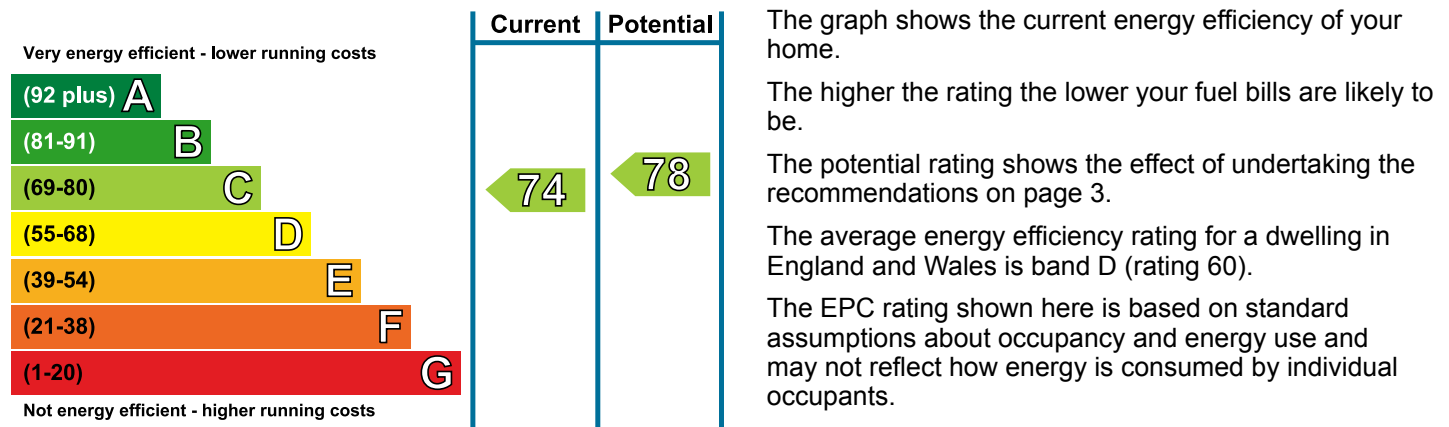 Current Potential
Very energy efficient - lower running costs
(92 plus) A
(81-91) B
(69-80) C
(55-68) D
(39-54) E
(21-38) F
(1-20) G
Not energy efficient - higher running costs
74
78
The graph shows the current energy efficiency of your
home.
The higher the rating the lower your fuel bills are likely to
be.
The potential rating shows the effect of undertaking the
recommendations on page 3.
The average energy efficiency rating for a dwelling in
England and Wales is band D (rating 60).
The EPC rating shown here is based on standard
assumptions about occupancy and energy use and
may not reflect how energy is consumed by individual
occupants.